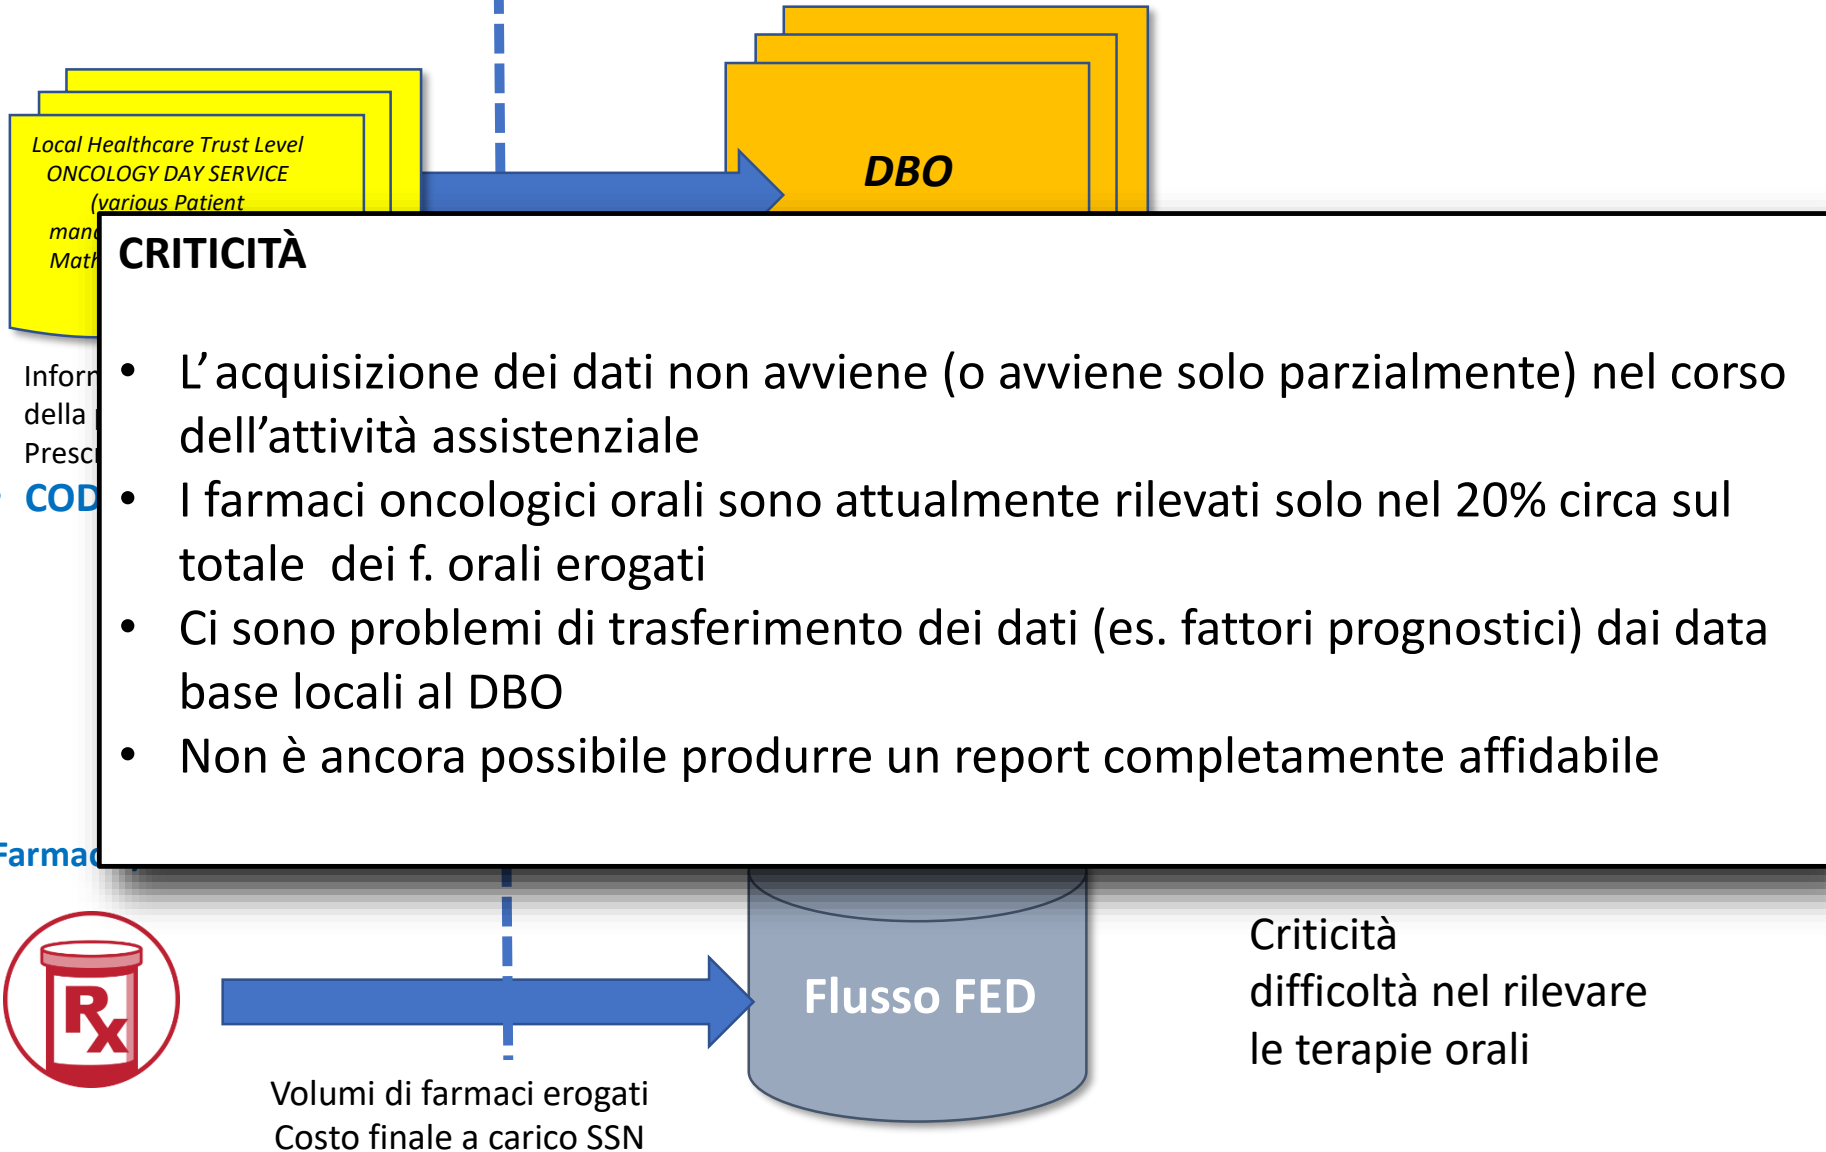 Local Healthcare Trust Level
ONCOLOGY DAY SERVICE
(various Patient
DBO
CRITICITÀ
• L'acquisizione dei dati non avviene (o avviene solo parzialmente) nel corso
dell'attività assistenziale
• I farmaci oncologici orali sono attualmente rilevati solo nel 20% circa sul
totale dei f. orali erogati
• Ci sono problemi di trasferimento dei dati (es. fattori prognostici) dai data
base locali al DBO
• Non è ancora possibile produrre un report completamente affidabile
della
COD
Rx
Flusso FED
Volumi di farmaci erogati
Costo finale a carico SSN
Criticità
difficoltà nel rilevare
le terapie orali